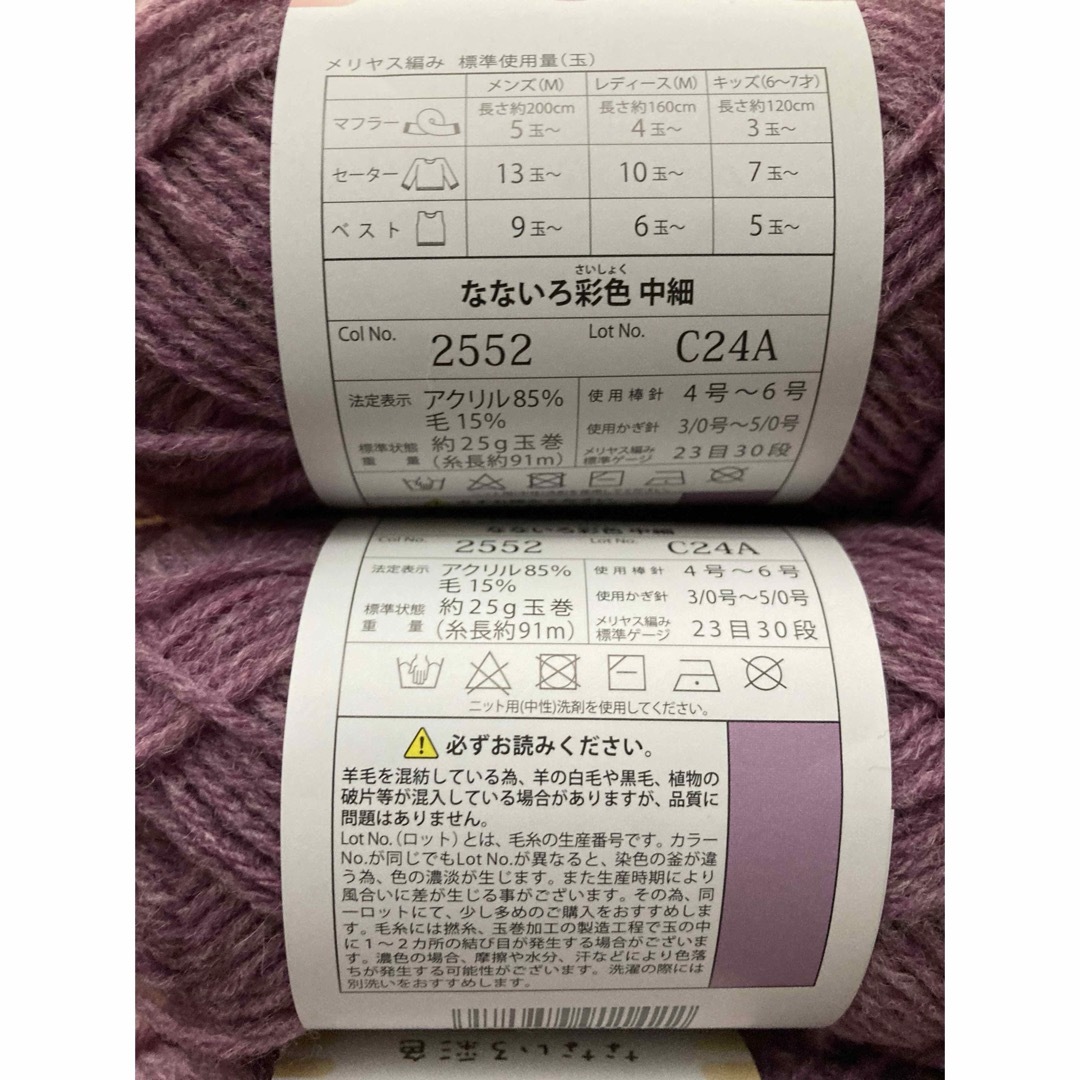 メリヤス編み 標準使用量(玉)
メンズ(M) レディース(M) キッズ(6〜7才)
マフラー 長さ約200cm 長さ約160cm 長さ約120cm
5玉〜 4玉〜 3玉〜
セーター 13玉〜 10玉〜 7玉〜
ベスト 9玉〜 6玉〜 5玉〜
さいしょく
なないろ彩色 中細
Col No. 2552 Lot No. C24A
法定表示 アクリル85% 使用棒針 4号〜6号
毛15%
使用かぎ針 3/0号〜5/0号
標準状態 約25g玉巻
重量 (糸長約91m)
メリヤス編み
標準ゲージ 23目30段
なないろ彩色 中細
Col No. 2552 Lot No. C24A
法定表示 アクリル85% 使用棒針 4号〜6号
毛15%
使用かぎ針 3/0号〜5/0号
標準状態 約25g玉巻
重量 (糸長約91m)
メリヤス編み
標準ゲージ 23目30段
ニット用(中性)洗剤を使用してください。
必ずお読みください。
羊毛を混紡している為、羊の白毛や黒毛、植物の
破片等が混入している場合がありますが、品質に
問題はありません。
Lot No.(ロット)とは、毛糸の生産番号です。カラー
No.が同じでもLot No.が異なると、染色の釜が違
う為、色の濃淡が生じます。また生産時期により
風合いに差が生じる事がございます。その為、同
一ロットにて、少し多めのご購入をおすすめしま
す。毛糸には撚糸、玉巻加工の製造工程で玉の中
に1〜2カ所の結び目が発生する場合がございま
す。濃色の場合、摩擦や水分、汗などにより色落
ちが発生する可能性がございます。洗濯の際には
別洗いをおすすめします。
なないろ彩色